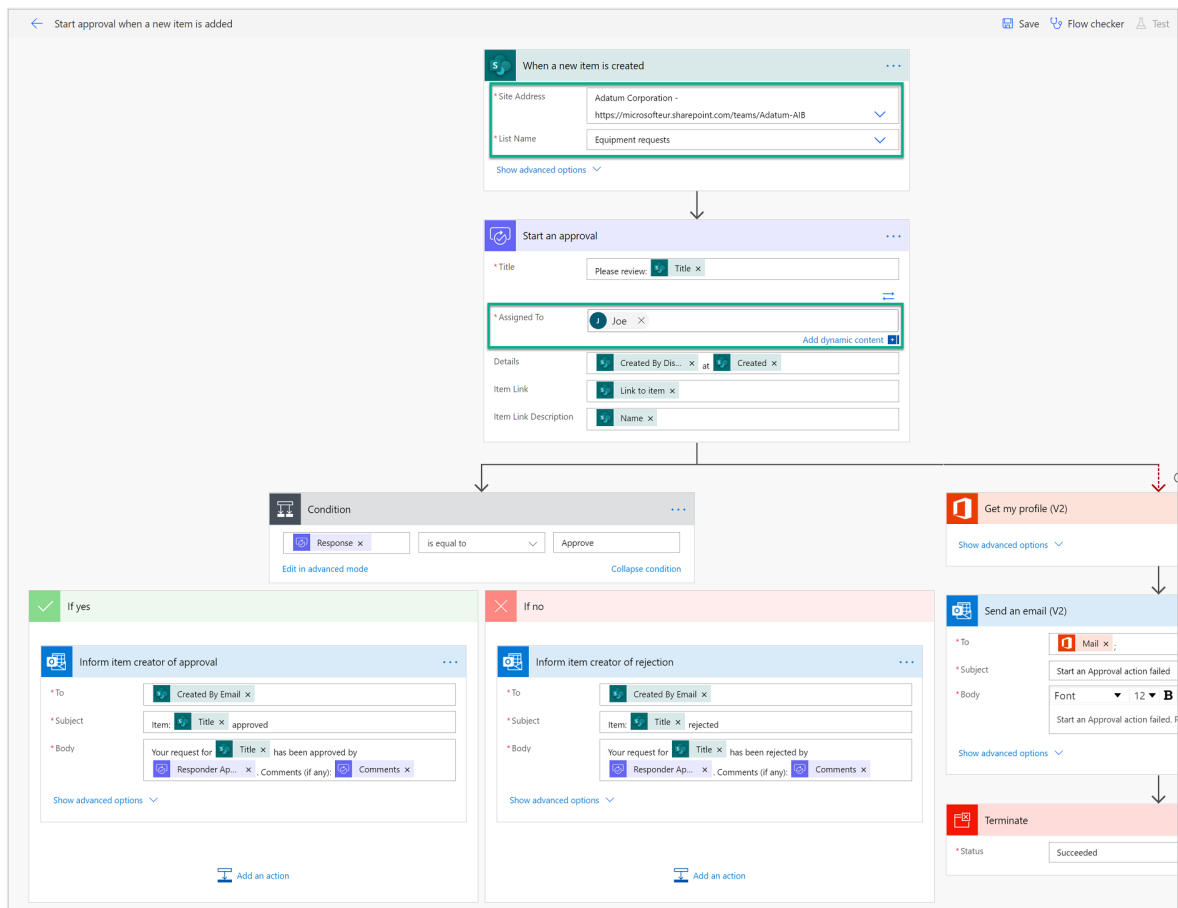 Start approval when a new item is added
Save Flow checker Test
When a new item is created
* Site Address
Adatum Corporation -
https://microsofteur.sharepoint.com/teams/Adatum-AIB
* List Name
Equipment requests
Show advanced options
Start an approval
* Title
Please review: Title ×
* Assigned To
J Joe ×
Add dynamic content
Details
Created By Dis... × at Created ×
Item Link
Link to item ×
Item Link Description
Name ×
Condition
Response × is equal to Approve
Edit in advanced mode Collapse condition
If yes
Inform item creator of approval
* To
Created By Email ×
* Subject
Item: Title × approved
* Body
Your request for Title × has been approved by
Responder Ap... × . Comments (if any): Comments ×
Show advanced options
Add an action
If no
Inform item creator of rejection
* To
Created By Email ×
* Subject
Item: Title × rejected
* Body
Your request for Title × has been rejected by
Responder Ap... × . Comments (if any): Comments ×
Show advanced options
Add an action
Get my profile (V2)
Show advanced options
Send an email (V2)
* To
Mail × ;
* Subject
Start an Approval action failed
* Body
Font 12 B
Start an Approval action failed.
Show advanced options
Terminate
* Status
Succeeded